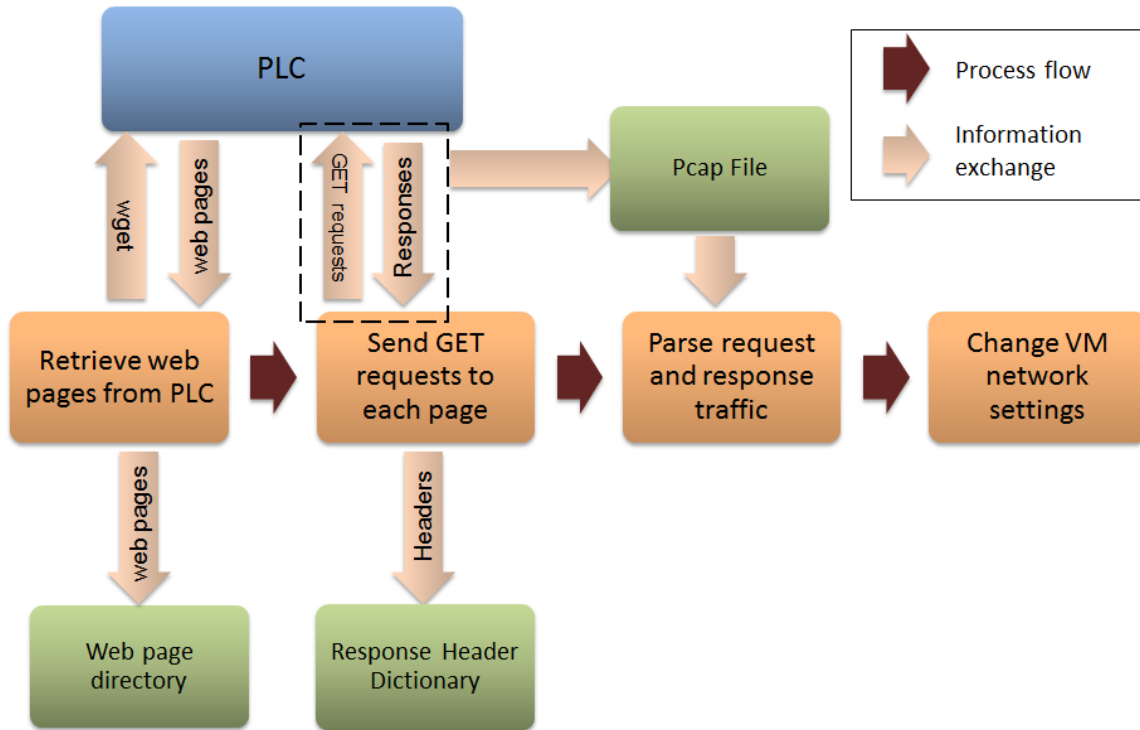 PLC
Process flow
Information
exchange
Pcap File
wget
web pages
GET requests
Responses
Retrieve web
pages from PLC
Send GET
requests to
each page
Parse request
and response
traffic
Change VM
network
settings
web pages
Headers
Web page
directory
Response Header
Dictionary